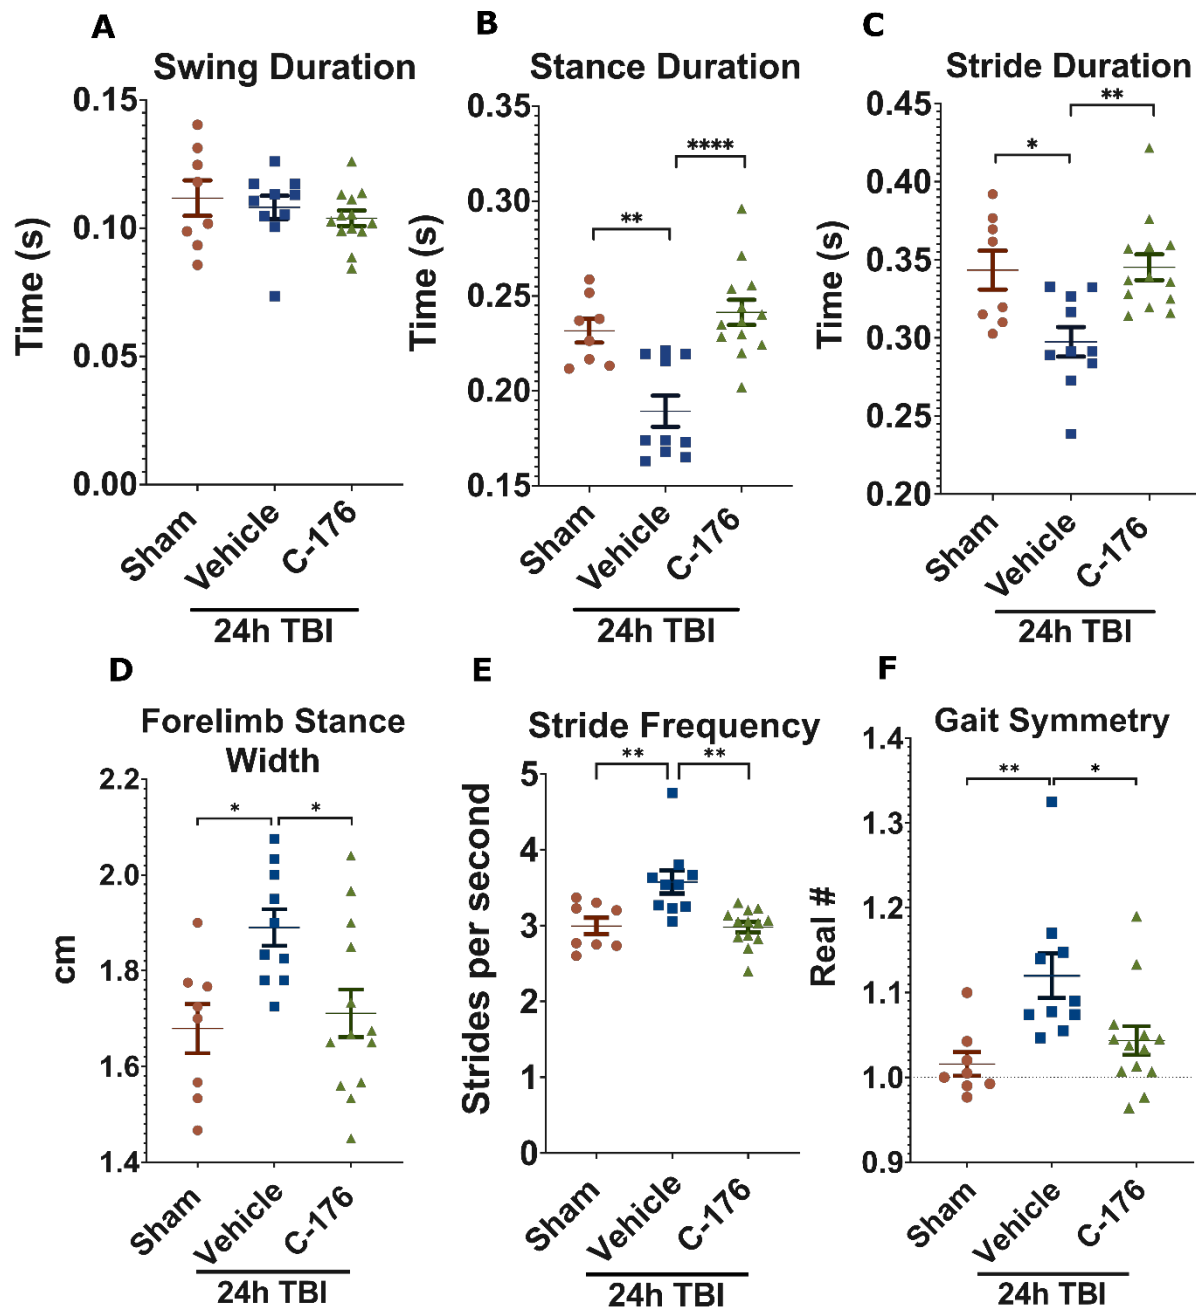 A
Swing Duration
Time (s)
0.15
0.10
0.05
0.00
Sham
Vehicle
C-176
24h TBI
B
Stance Duration
Time (s)
0.35
0.30
0.25
0.20
0.15
**
****
Sham
Vehicle
C-176
24h TBI
C
Stride Duration
Time (s)
0.45
0.40
0.35
0.30
0.25
0.20
*
**
Sham
Vehicle
C-176
24h TBI
D
Forelimb Stance
Width
cm
2.2
2.0
1.8
1.6
1.4
*
*
Sham
Vehicle
C-176
24h TBI
E
Stride Frequency
Strides per second
5
4
3
2
1
0
**
**
Sham
Vehicle
C-176
24h TBI
F
Gait Symmetry
Real #
1.4
1.3
1.2
1.1
1.0
0.9
**
*
Sham
Vehicle
C-176
24h TBI